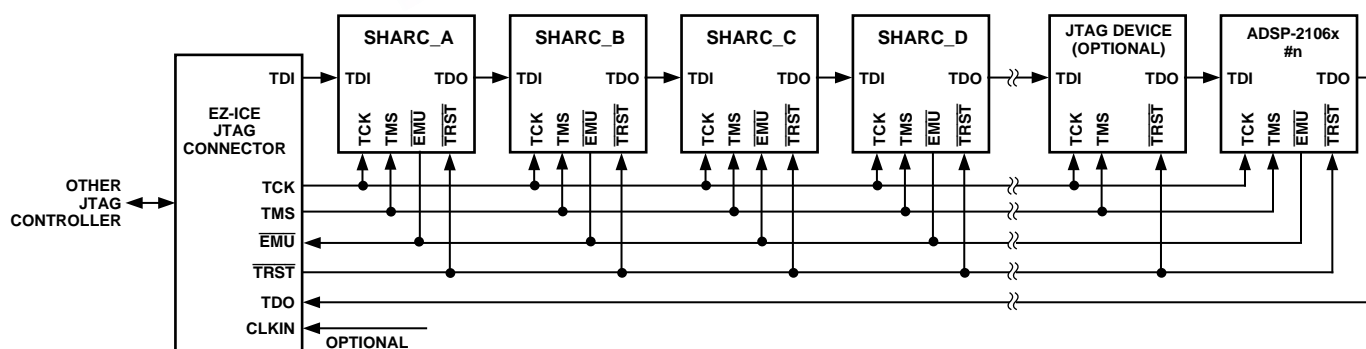 SHARC_A
SHARC_B
SHARC_C
SHARC_D
JTAG DEVICE
(OPTIONAL)
ADSP-2106x
#n
TDI
TDI
TDO
TDI
TDO
TDI
TDO
TDI
TDO
TDI
TDO
TDI
TDO
EZ-ICE
JTAG
CONNECTOR
TCK
TMS
EMU
TRST
TCK
TMS
EMU
TRST
TCK
TMS
EMU
TRST
TCK
TMS
EMU
TRST
TCK
TMS
TRST
TCK
TMS
EMU
TRST
OTHER
JTAG
CONTROLLER
TCK
TMS
EMU
TRST
TDO
CLKIN
OPTIONAL